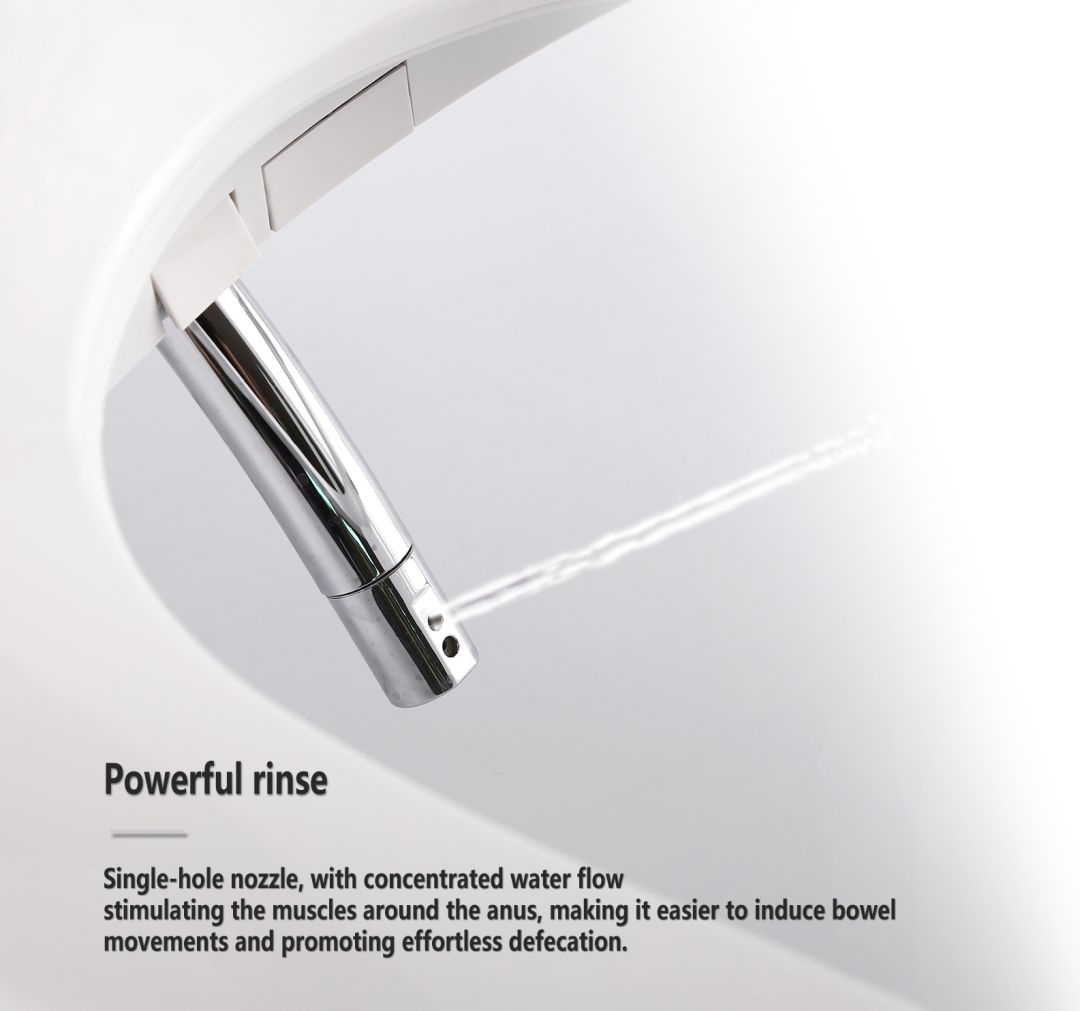 Powerful rinse
Single-hole nozzle, with concentrated water flow
stimulating the muscles around the anus, making it easier to induce bowel
movements and promoting effortless defecation.